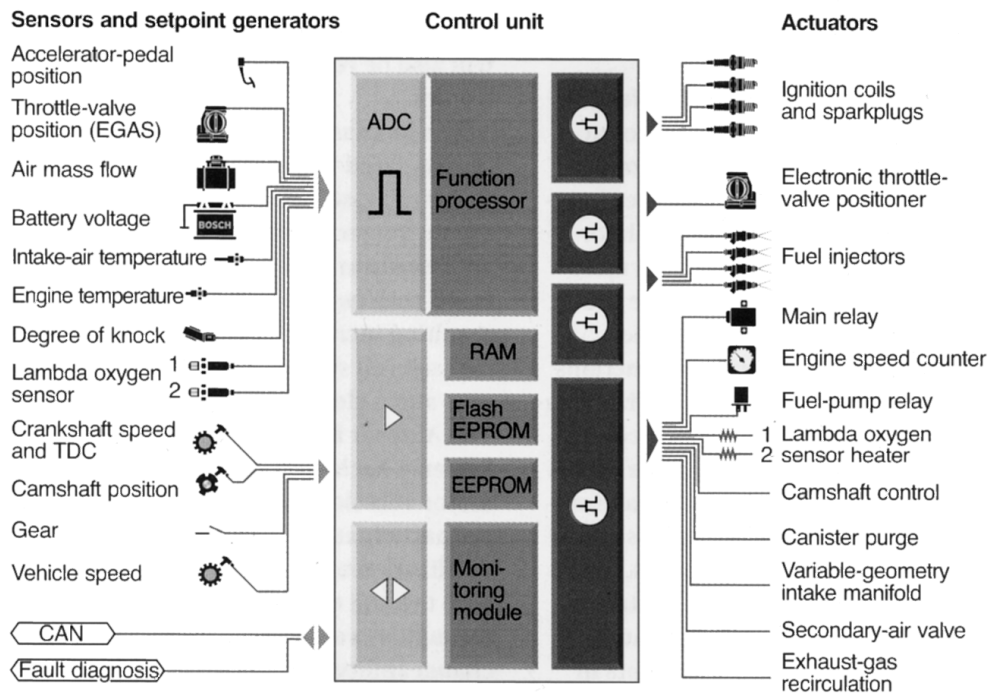 Sensors and setpoint generators
Control unit
Actuators
Accelerator-pedal
position
Throttle-valve
position (EGAS)
Air mass flow
Battery voltage
BOSCH
Intake-air temperature
Engine temperature
Degree of knock
Lambda oxygen
sensor
1
2
Crankshaft speed
and TDC
Camshaft position
Gear
Vehicle speed
CAN
Fault diagnosis
ADC
Function
processor
RAM
Flash
EPROM
EEPROM
Moni-
toring
module
Ignition coils
and sparkplugs
Electronic throttle-
valve positioner
Fuel injectors
Main relay
Engine speed counter
Fuel-pump relay
1 Lambda oxygen
2 sensor heater
Camshaft control
Canister purge
Variable-geometry
intake manifold
Secondary-air valve
Exhaust-gas
recirculation